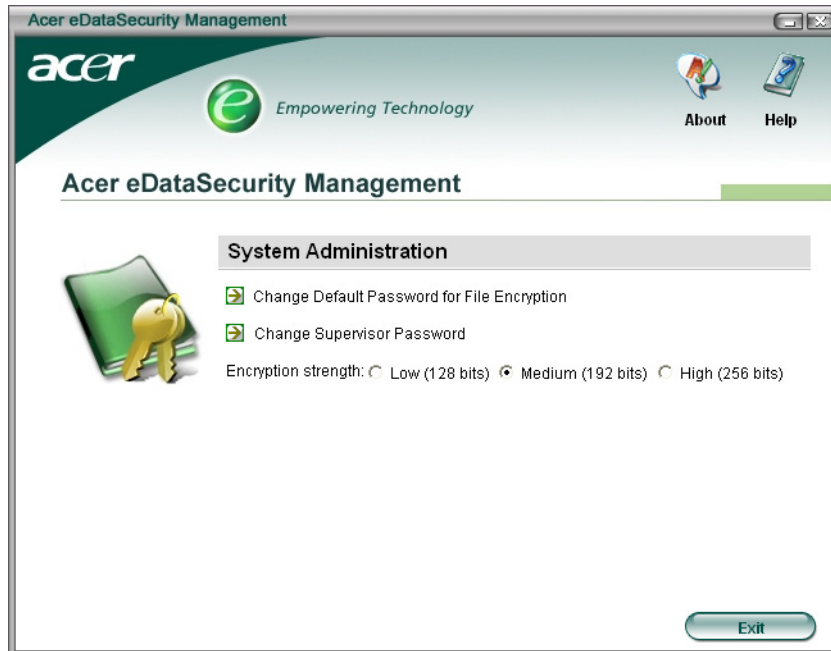 Acer eDataSecurity Management
acer
e Empowering Technology
About Help
Acer eDataSecurity Management
System Administration
Change Default Password for File Encryption
Change Supervisor Password
Encryption strength: Low (128 bits) Medium (192 bits) High (256 bits)
Exit